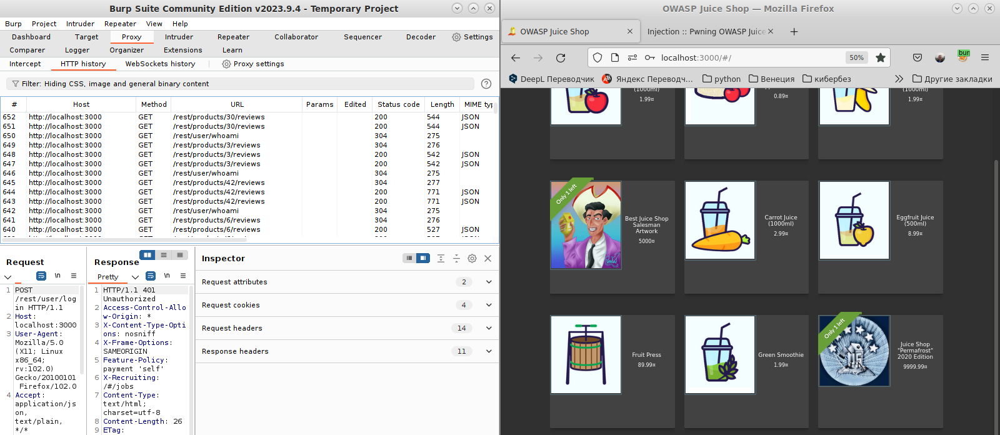 Burp Suite Community Edition v2023.9.4 - Temporary Project
Burp Project Intruder Repeater View Help
Dashboard Target Proxy Intruder Repeater Collaborator Sequencer Decoder Settings
Comparer Logger Organizer Extensions Learn
Intercept HTTP history WebSockets history Proxy settings
Filter: Hiding CSS, image and general binary content
# Host Method URL Params Edited Status code Length MIME typ
652 http://localhost:3000 GET /rest/products/30/reviews 200 544 JSON
651 http://localhost:3000 GET /rest/products/30/reviews 200 544 JSON
650 http://localhost:3000 GET /rest/user/whoami 304 275
649 http://localhost:3000 GET /rest/products/3/reviews 304 276
648 http://localhost:3000 GET /rest/products/3/reviews 200 542 JSON
647 http://localhost:3000 GET /rest/products/3/reviews 200 542 JSON
646 http://localhost:3000 GET /rest/user/whoami 304 275
645 http://localhost:3000 GET /rest/products/42/reviews 304 277
644 http://localhost:3000 GET /rest/products/42/reviews 200 771 JSON
643 http://localhost:3000 GET /rest/products/42/reviews 200 771 JSON
642 http://localhost:3000 GET /rest/user/whoami 304 275
641 http://localhost:3000 GET /rest/products/6/reviews 304 276
640 http://localhost:3000 GET /rest/products/6/reviews 200 527 JSON
Request
\n
1 POST
/rest/user/log
in HTTP/1.1
2 Host:
localhost:3000
3 User-Agent:
Mozilla/5.0
(X11; Linux
x86_64;
rv:102.0)
Gecko/20100101
Firefox/102.0
4 Accept:
application/js
on,
text/plain,
*/*
Response
Pretty \n
1 HTTP/1.1 401
Unauthorized
2 Access-Control-Allo
w-Origin: *
3 X-Content-Type-Opti
ons: nosniff
4 X-Frame-Options:
SAMEORIGIN
5 Feature-Policy:
payment 'self'
6 X-Recruiting:
/#/jobs
7 Content-Type:
text/html;
charset=utf-8
8 Content-Length: 26
9 ETag:
Inspector
Request attributes 2
Request cookies 4
Request headers 14
Response headers 11
OWASP Juice Shop — Mozilla Firefox
OWASP Juice Shop
Injection :: Pwning OWASP Juice
localhost:3000/#/ 50%
bur
DeepL Переводчик Яндекс Переводч... python Венеция кибербез Другие закладки
(1000ml)
1.99¤
0.89¤
(1000ml)
1.99¤
Only 1 left
Best Juice Shop
Salesman
Artwork
5000¤
Carrot Juice
(1000ml)
2.99¤
Eggfruit Juice
(500ml)
8.99¤
Fruit Press
89.99¤
Green Smoothie
1.99¤
Only 1 left
Juice Shop
"Permafrost"
2020 Edition
9999.99¤